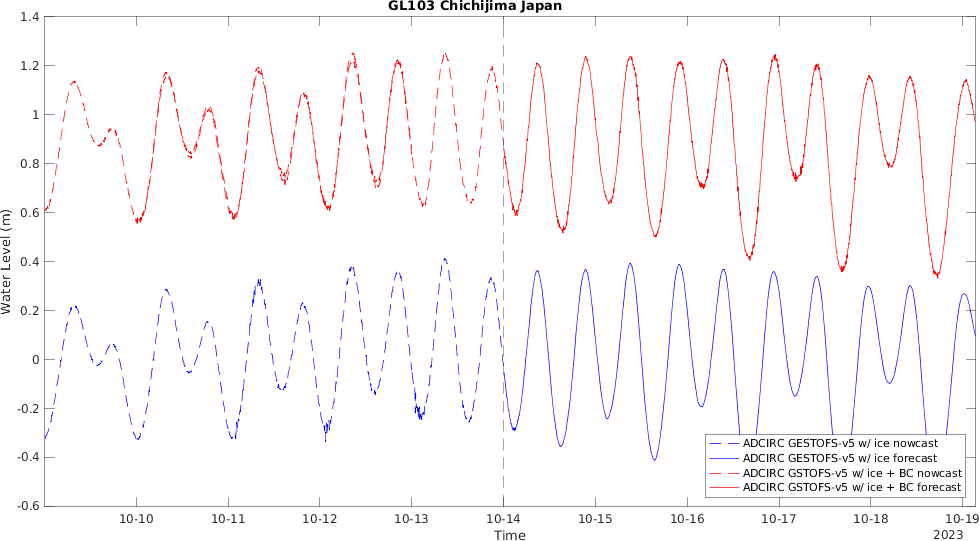 GL103 Chichijima Japan
1.4
1.2
1
0.8
0.6
0.4
0.2
0
-0.2
-0.4
-0.6
Water Level (m)
ADCIRC GESTOFS-v5 w/ ice nowcast
ADCIRC GESTOFS-v5 w/ ice forecast
ADCIRC GSTOFS-v5 w/ ice + BC nowcast
ADCIRC GSTOFS-v5 w/ ice + BC forecast
10-10 10-11 10-12 10-13 10-14 10-15 10-16 10-17 10-18 10-19
Time
2023